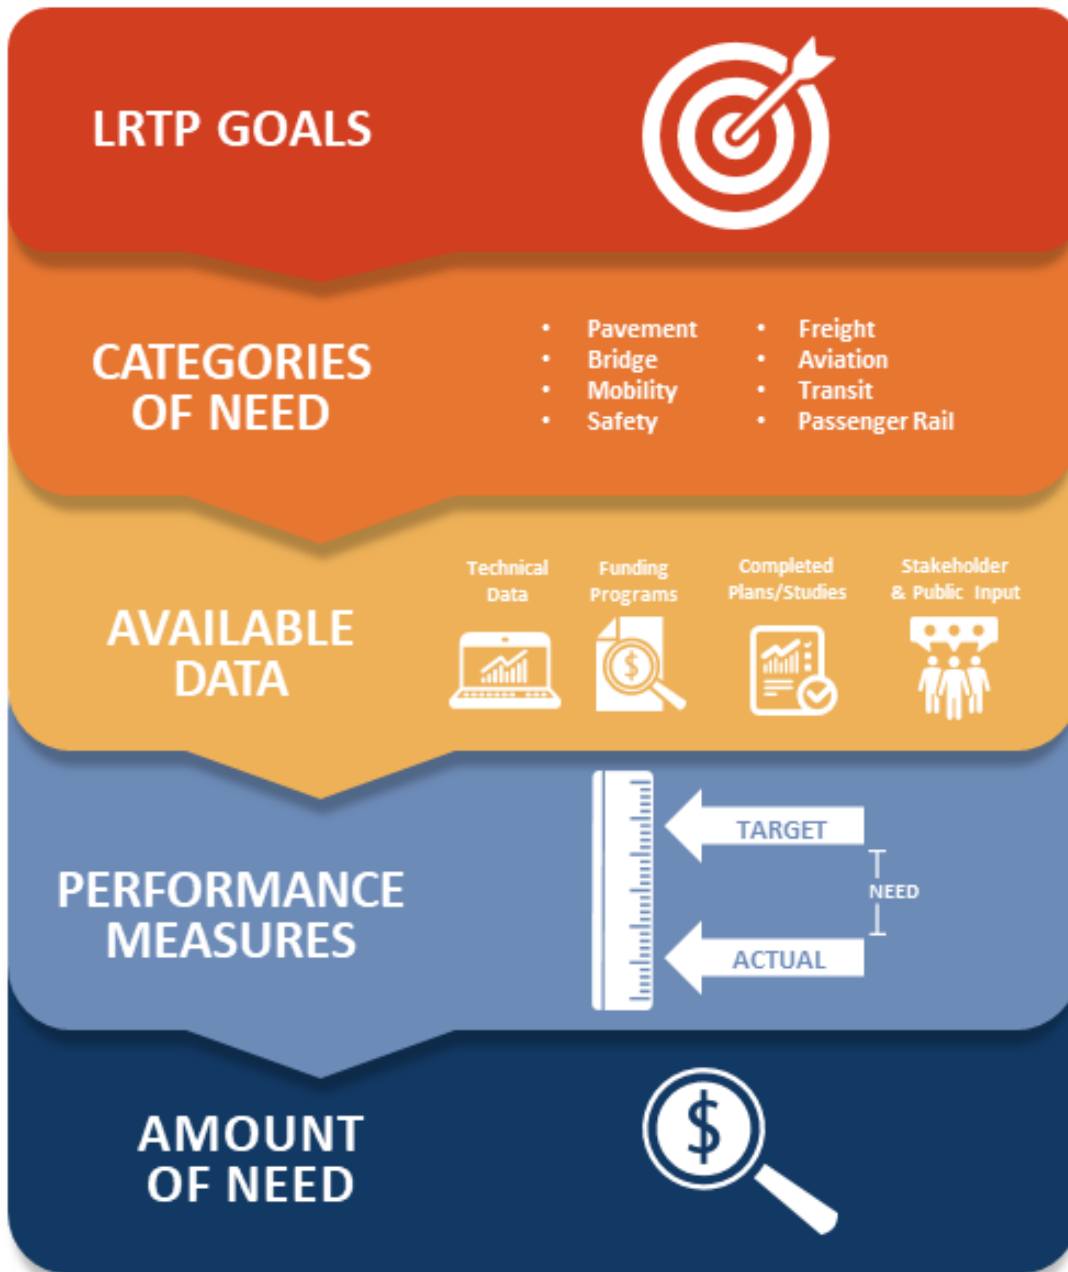 LRTP GOALS
CATEGORIES
OF NEED
• Pavement
• Bridge
• Mobility
• Safety
• Freight
• Aviation
• Transit
• Passenger Rail
AVAILABLE
DATA
Technical
Data
Funding
Programs
$
Completed
Plans/Studies
Stakeholder
& Public Input
PERFORMANCE
MEASURES
TARGET
NEED
ACTUAL
AMOUNT
OF NEED
$